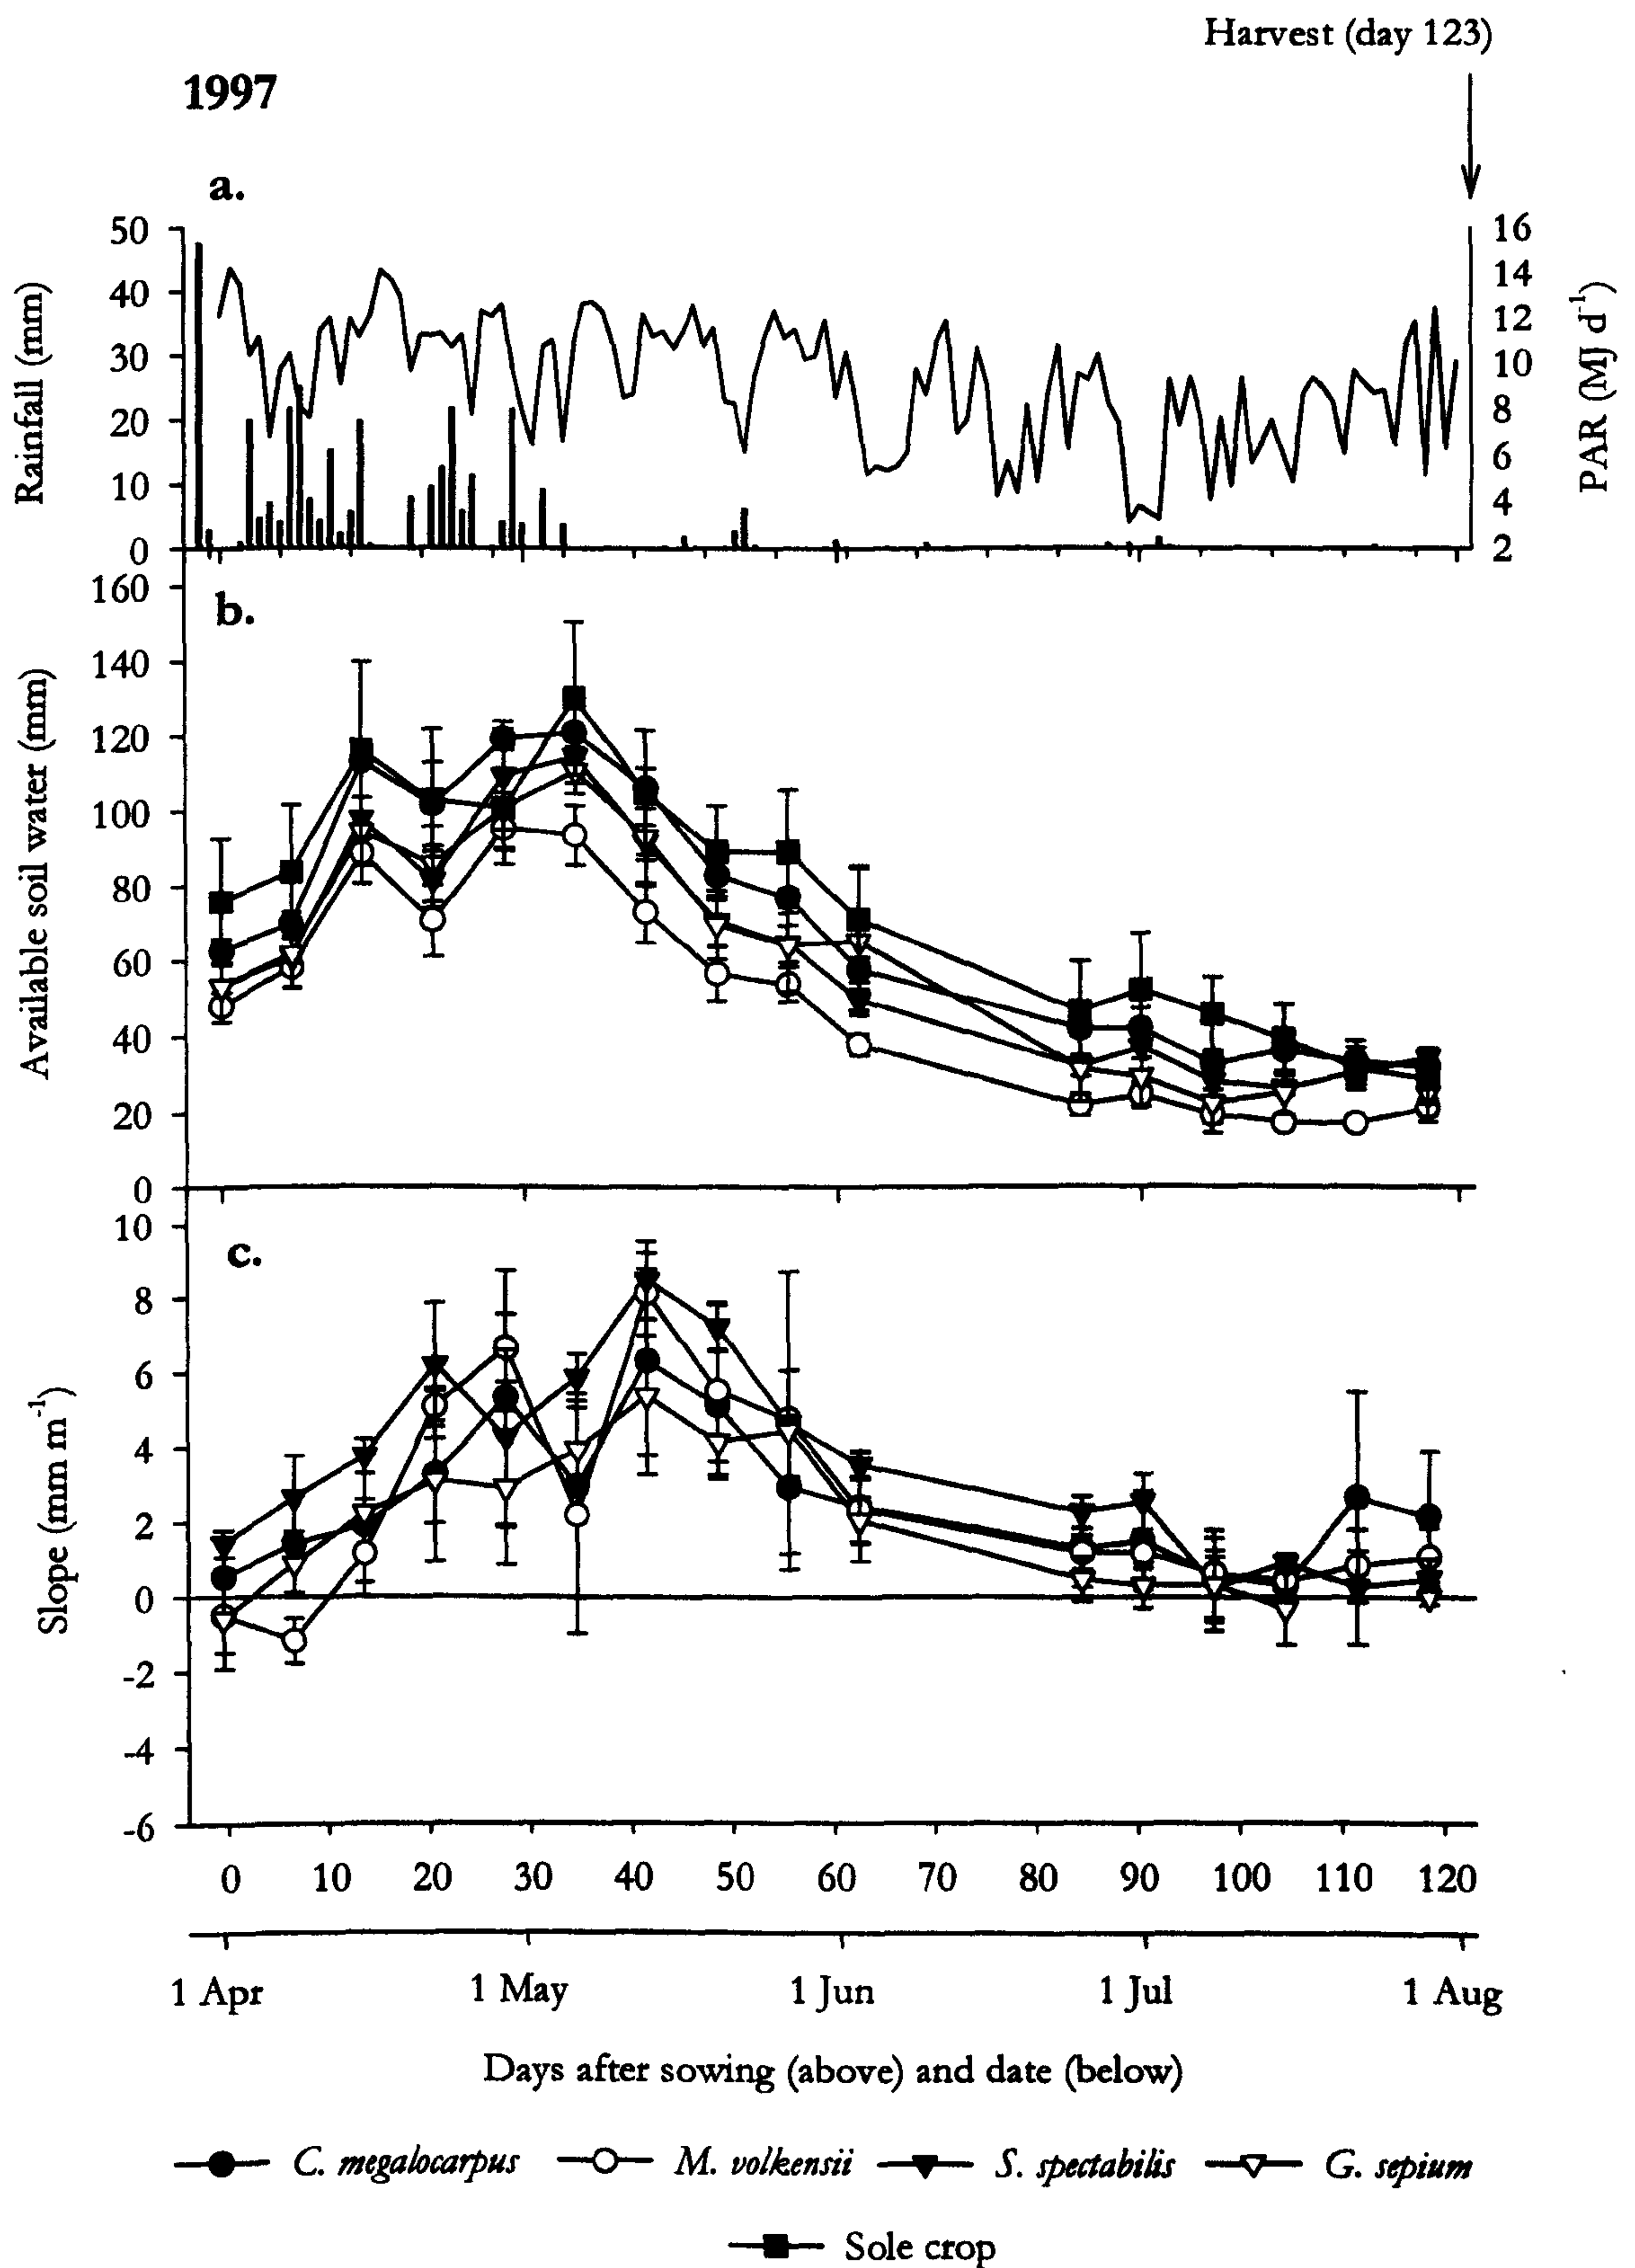 Harvest (day 123)
1997
a.
50
40
30
20
10
0
Rainfall (mm)
16
14
12
10
8
6
4
2
PAR (MJ d⁻¹)
b.
160
140
120
100
80
60
40
20
0
Available soil water (mm)
c.
10
8
6
4
2
0
-2
-4
-6
Slope (mm m⁻¹)
0 10 20 30 40 50 60 70 80 90 100 110 120
1 Apr 1 May 1 Jun 1 Jul 1 Aug
Days after sowing (above) and date (below)
C. megalocarpus M. volkensii S. spectabilis G. sepium
Sole crop